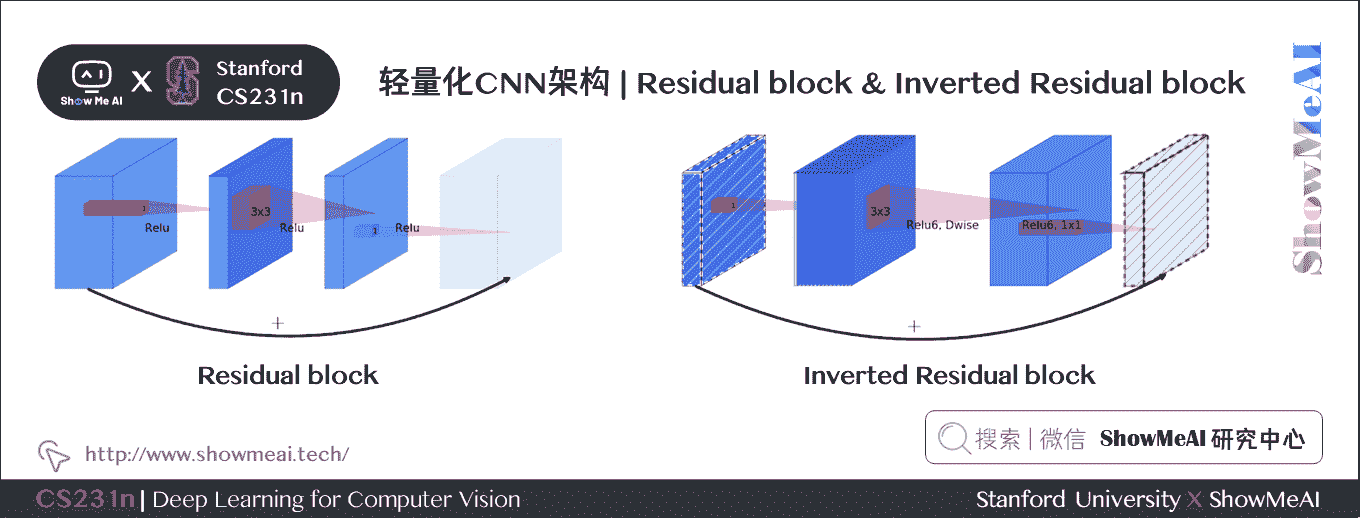 Show Me AI
X
Stanford
CS231n
轻量化CNN架构 | Residual block & Inverted Residual block
ShowMeAI
1
Relu
3x3
Relu
1
Relu
+
Residual block
1
3x3
Relu6, Dwise
Relu6, 1x1
+
Inverted Residual block
http://www.showmeai.tech/
搜索 | 微信 ShowMeAI 研究中心
CS231n | Deep Learning for Computer Vision
Stanford University X ShowMeAI